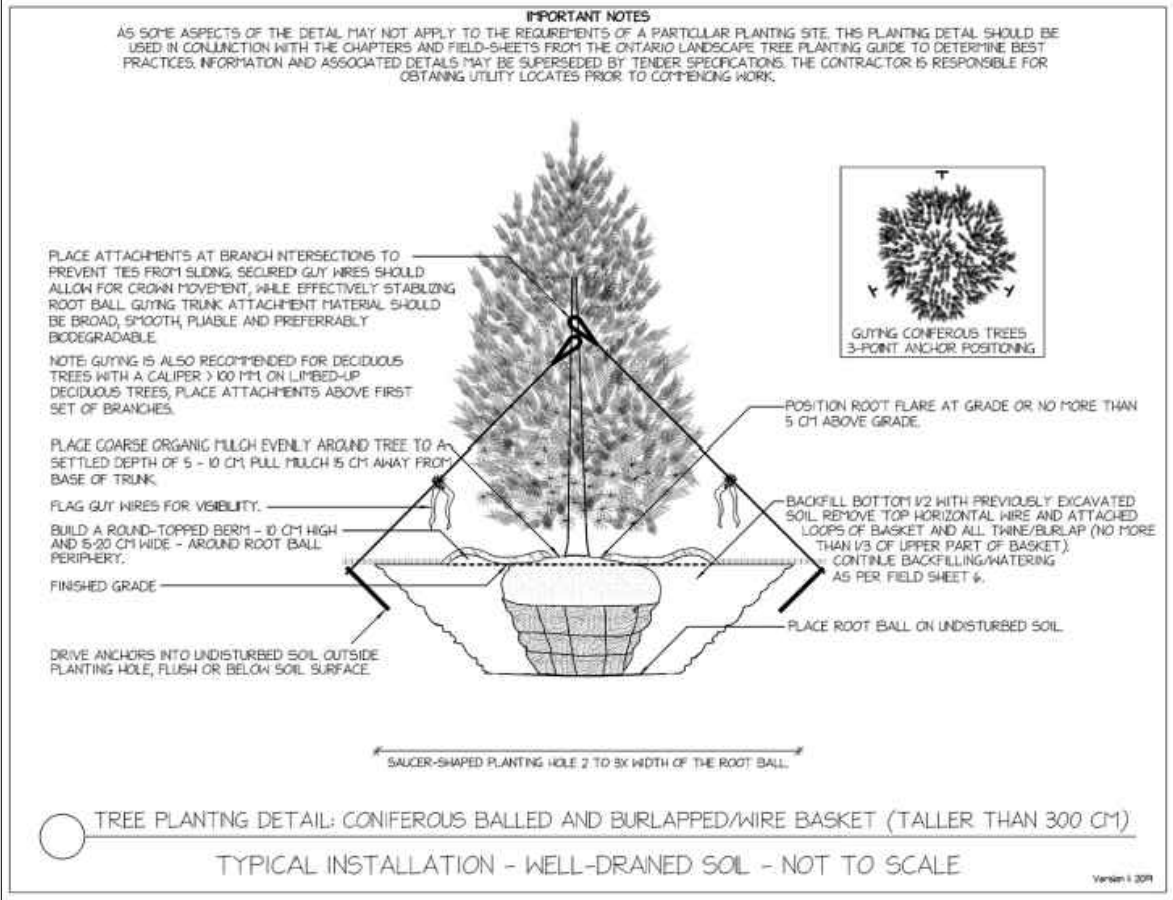 IMPORTANT NOTES
AS SOME ASPECTS OF THE DETAIL MAY NOT APPLY TO THE REQUIREMENTS OF A PARTICULAR PLANTING SITE, THIS PLANTING DETAIL SHOULD BE
USED IN CONJUNCTION WITH THE CHAPTERS AND FIELD-SHEETS FROM THE ONTARIO LANDSCAPE TREE PLANTING GUIDE TO DETERMINE BEST
PRACTICES. INFORMATION AND ASSOCIATED DETAILS MAY BE SUPERSEDED BY TENDER SPECIFICATIONS. THE CONTRACTOR IS RESPONSIBLE FOR
OBTAINING UTILITY LOCATES PRIOR TO COMMENCING WORK.
PLACE ATTACHMENTS AT BRANCH INTERSECTIONS TO
PREVENT TIES FROM SLIDING. SECURED GUY WIRES SHOULD
ALLOW FOR CROWN MOVEMENT, WHILE EFFECTIVELY STABILIZING
ROOT BALL. GUYING TRUNK ATTACHMENT MATERIAL SHOULD
BE BROAD, SMOOTH, PLIABLE AND PREFERRABLY
BIODEGRADABLE.
NOTE: GUYING IS ALSO RECOMMENDED FOR DECIDUOUS
TREES WITH A CALIPER > 100 MM. ON LIMBED-UP
DECIDUOUS TREES, PLACE ATTACHMENTS ABOVE FIRST
SET OF BRANCHES.
PLACE COARSE ORGANIC MULCH EVENLY AROUND TREE TO A
SETTLED DEPTH OF 5 - 10 CM. PULL MULCH 15 CM AWAY FROM
BASE OF TRUNK.
FLAG GUY WIRES FOR VISIBILITY.
BUILD A ROUND-TOPPED BERM - 10 CM HIGH
AND 15-20 CM WIDE - AROUND ROOT BALL
PERIPHERY.
FINISHED GRADE
DRIVE ANCHORS INTO UNDISTURBED SOIL OUTSIDE
PLANTING HOLE, FLUSH OR BELOW SOIL SURFACE.
GUYING CONIFEROUS TREES
3-POINT ANCHOR POSITIONING
POSITION ROOT FLARE AT GRADE OR NO MORE THAN
5 CM ABOVE GRADE.
BACKFILL BOTTOM 1/2 WITH PREVIOUSLY EXCAVATED
SOIL REMOVE TOP HORIZONTAL WIRE AND ATTACHED
LOOPS OF BASKET AND ALL TWINE/BURLAP (NO MORE
THAN 1/3 OF UPPER PART OF BASKET).
CONTINUE BACKFILLING/WATERING
AS PER FIELD SHEET 6.
PLACE ROOT BALL ON UNDISTURBED SOIL
SAUCER-SHAPED PLANTING HOLE 2 TO 3X WIDTH OF THE ROOT BALL.
TREE PLANTING DETAIL: CONIFEROUS BALLED AND BURLAPPED/WIRE BASKET (TALLER THAN 300 CM)
TYPICAL INSTALLATION - WELL-DRAINED SOIL - NOT TO SCALE
Version 1: 2019